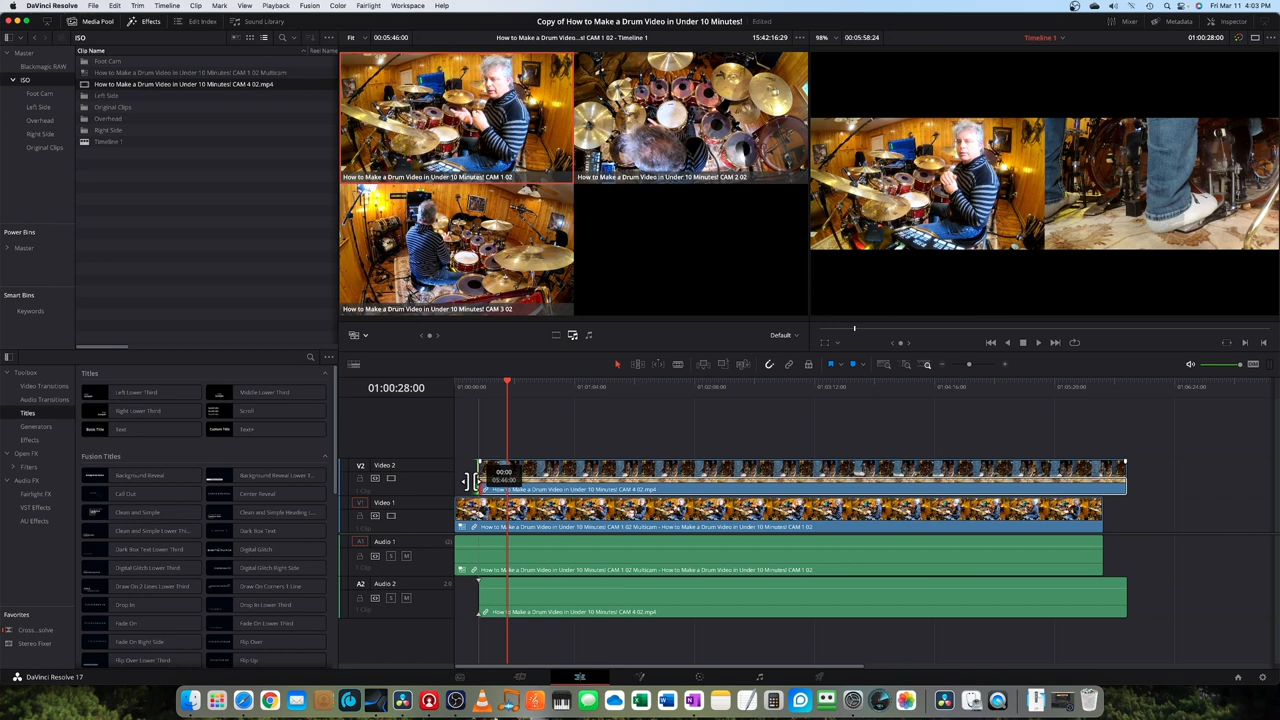 DaVinci Resolve File Edit Trim Timeline Clip Mark View Playback Fusion Color Fairlight Workspace Help Fri Mar 11 4:03 PM
Media Pool Effects Edit Index Sound Library Copy of How to Make a Drum Video in Under 10 Minutes! Edited Mixer Metadata Inspector
ISO Fit 00:05:46:00 How to Make a Drum Video...s! CAM 1 02 - Timeline 1 15:42:16:29 98% 00:05:58:24 Timeline 1 01:00:28:00
Clip Name Reel Name
Master
Blackmagic RAW
ISO
Foot Cam
Left Side
Overhead
Right Side
Original Clips
Foot Cam
How to Make a Drum Video in Under 10 Minutes! CAM 1 02 Multicam
How to Make a Drum Video in Under 10 Minutes! CAM 4 02.mp4
Left Side
Original Clips
Overhead
Right Side
Timeline 1
How to Make a Drum Video in Under 10 Minutes! CAM 1 02
How to Make a Drum Video in Under 10 Minutes! CAM 2 02
How to Make a Drum Video in Under 10 Minutes! CAM 3 02
Power Bins
Master
Smart Bins
Keywords
Default
Toolbox
Video Transitions
Audio Transitions
Titles
Generators
Effects
Open FX
Filters
Audio FX
Fairlight FX
VST Effects
AU Effects
Favorites
Cross...solve
Stereo Fixer
Titles
Left Lower Third Middle Lower Third
Right Lower Third Scroll
Basic Title Text Custom Title Text+
Fusion Titles
Background Reveal Background Lower T...
Call Out Center Reveal
Clean and Simple Clean and Simple Heading L...
Clean and Simple Lower Thi... Dark Box Text
Dark Box Text Lower Third Digital Glitch
Digital Glitch Lower Third Digital Glitch Right Side
Draw On 2 Lines Lower Third Draw On Corners 1 Line
Drop In Drop In Lower Third
Fade On Fade On Lower Third
Fade On Right Side Flip Over
Flip Over Lower Third Flip Up
01:00:28:00 01:00:00:00 01:01:04:00 01:02:08:00 01:03:12:00 01:04:16:00 01:05:20:00 01:06:24:00
V2 Video 2
1 Clip
00:00
05:46:00
How to Make a Drum Video in Under 10 Minutes! CAM 4 02.mp4
V1 Video 1
1 Clip
How to Make a Drum Video in Under 10 Minutes! CAM 1 02 Multicam - How to Make a Drum Video in Under 10 Minutes! CAM 1 02
A1 Audio 1
S M
1 Clip
How to Make a Drum Video in Under 10 Minutes! CAM 1 02 Multicam - How to Make a Drum Video in Under 10 Minutes! CAM 1 02
A2 Audio 2 2.0
S M
1 Clip
How to Make a Drum Video in Under 10 Minutes! CAM 4 02.mp4
DaVinci Resolve 17